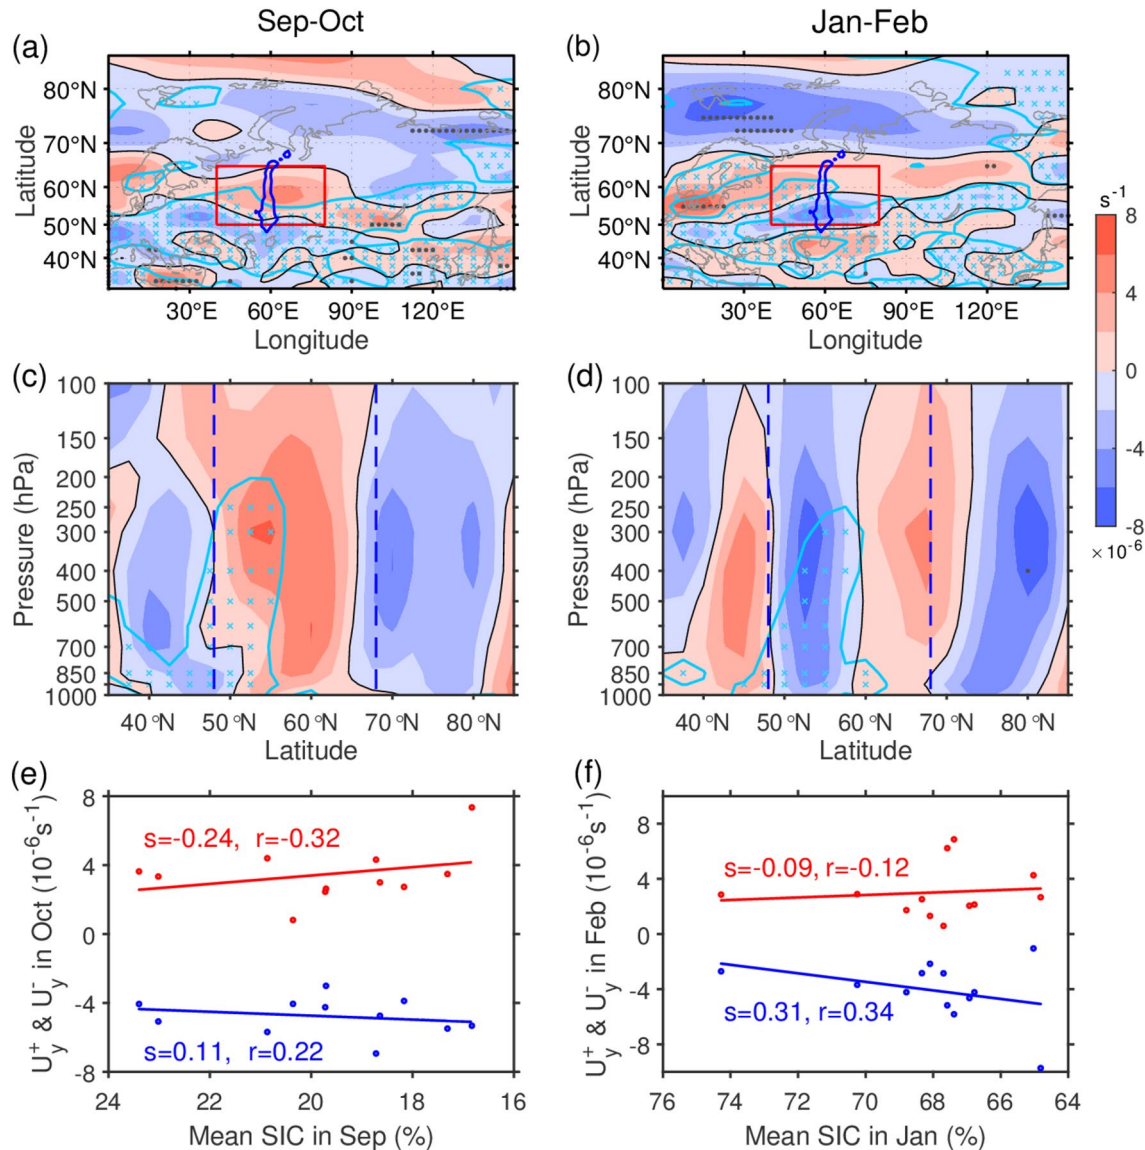 Sep-Oct
Jan-Feb
(a)
(b)
80°N
70°N
60°N
50°N
40°N
Latitude
30°E 60°E 90°E 120°E
Longitude
80°N
70°N
60°N
50°N
40°N
Latitude
30°E 60°E 90°E 120°E
Longitude
s⁻¹
8
4
0
-4
-8
×10⁻⁶
(c)
100
150
200
250
300
400
500
700
850
1000
Pressure (hPa)
40°N 50°N 60°N 70°N 80°N
Latitude
(d)
100
150
200
250
300
400
500
700
850
1000
Pressure (hPa)
40°N 50°N 60°N 70°N 80°N
Latitude
(e)
8
4
0
-4
-8
U_y^+ & U_y^- in Oct (10⁻⁶s⁻¹)
s=-0.24, r=-0.32
s=0.11, r=0.22
24 22 20 18 16
Mean SIC in Sep (%)
(f)
8
4
0
-4
-8
U_y^+ & U_y^- in Feb (10⁻⁶s⁻¹)
s=-0.09, r=-0.12
s=0.31, r=0.34
76 74 72 70 68 66 64
Mean SIC in Jan (%)